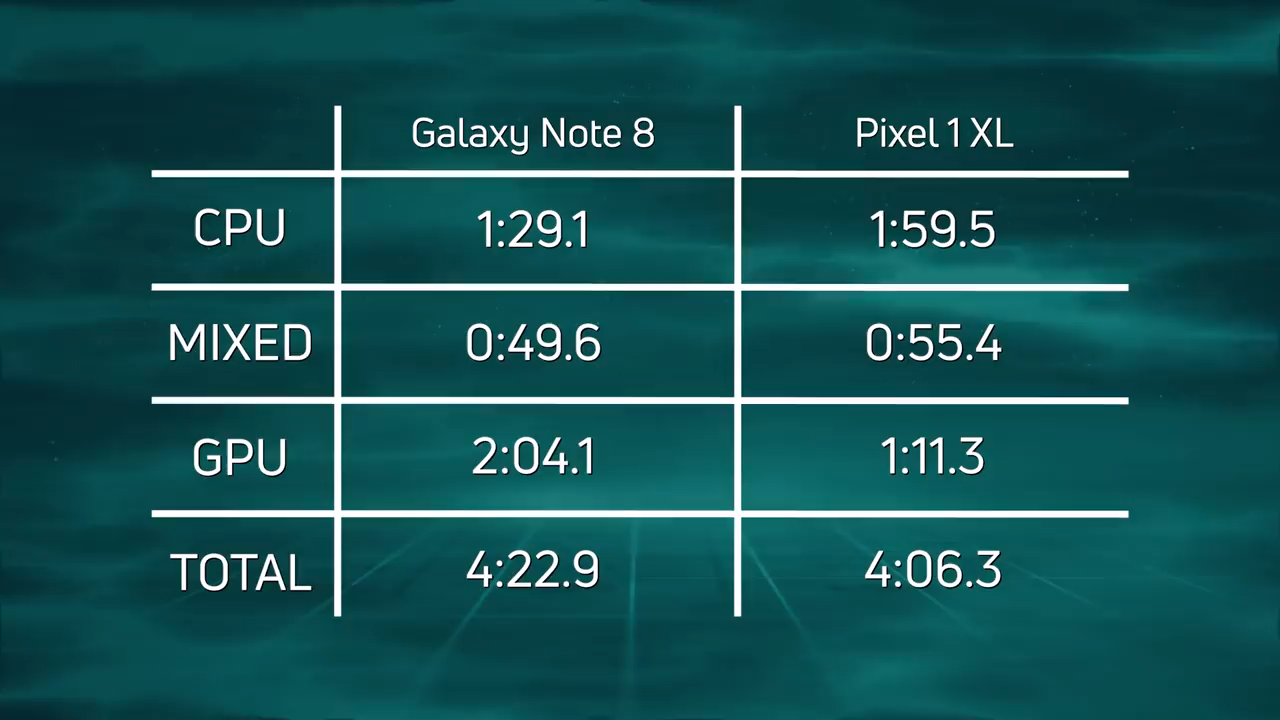 Galaxy Note 8 Pixel 1 XL
CPU 1:29.1 1:59.5
MIXED 0:49.6 0:55.4
GPU 2:04.1 1:11.3
TOTAL 4:22.9 4:06.3